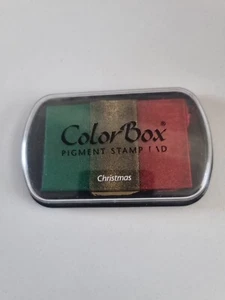 ColorBox®
PIGMENT STAMP PAD
Christmas